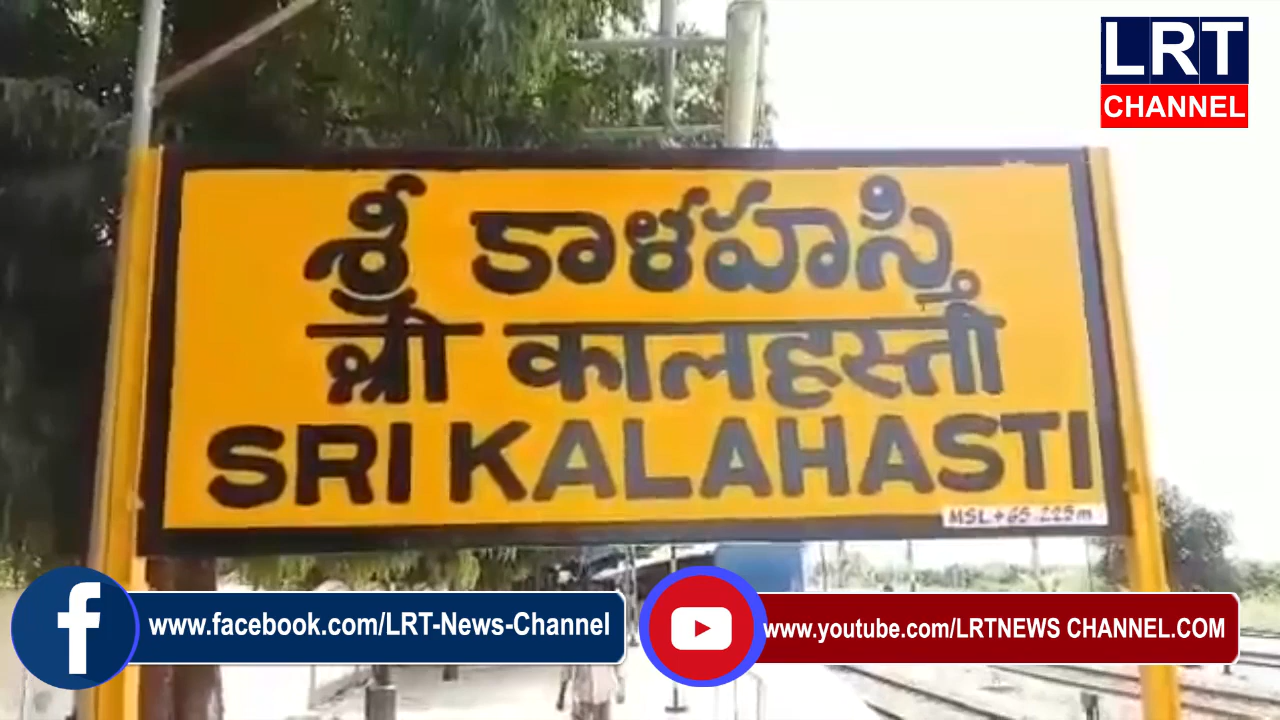 LRT
CHANNEL
శ్రీ కాళహస్తి
श्री कालहस्ती
SRI KALAHASTI
MSL + 65.225 m
www.facebook.com/LRT-News-Channel
www.youtube.com/LRTNEWS CHANNEL.COM